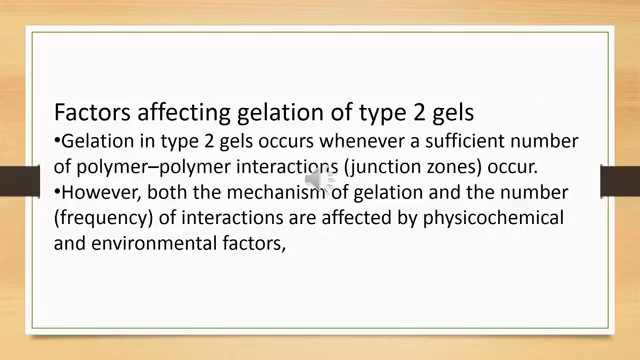 Factors affecting gelation of type 2 gels
•Gelation in type 2 gels occurs whenever a sufficient number
of polymer–polymer interactions (junction zones) occur.
•However, both the mechanism of gelation and the number
(frequency) of interactions are affected by physicochemical
and environmental factors,